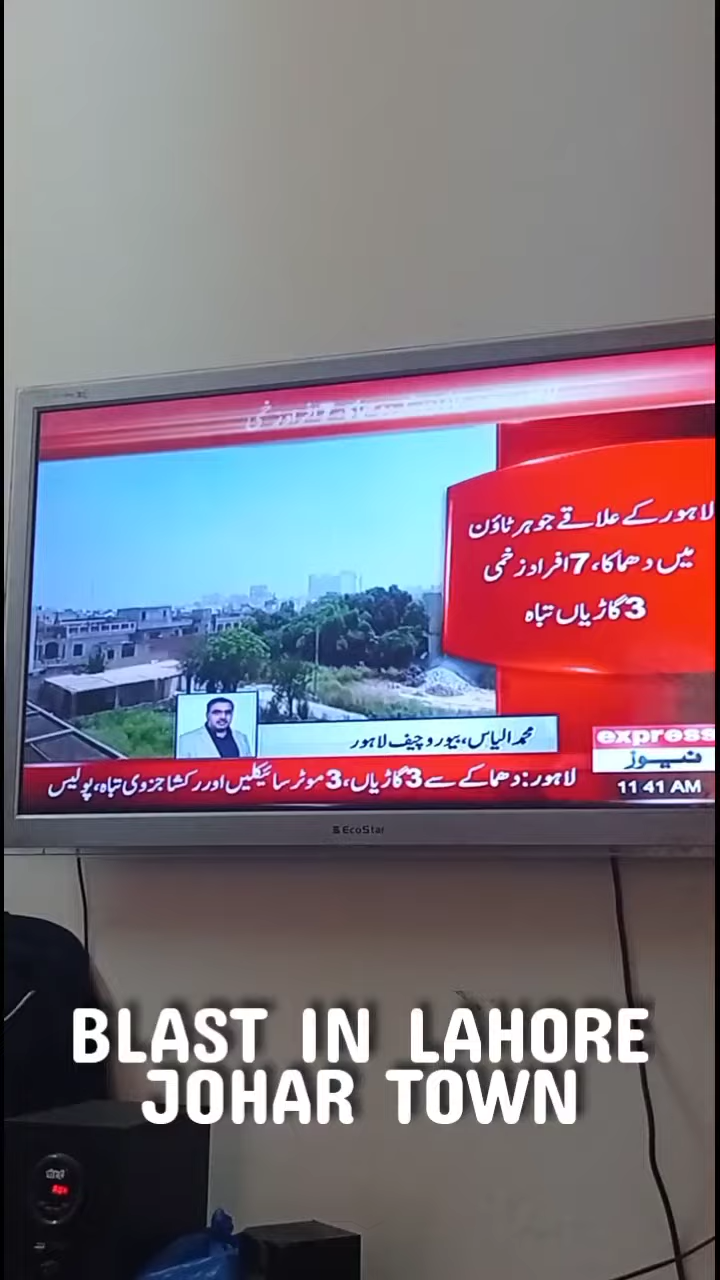 لاہور کے علاقے جوہر ٹاؤن
میں دھماکا، 7 افراد زخمی
3 گاڑیاں تباہ
محمد الیاس، بیورو چیف لاہور
express
نیوز
لاہور: دھماکے سے 3 گاڑیاں، 3 موٹر سائیکلیں اور رکشا جزوی تباہ، پولیس
11 41 AM
EcoStar
BLAST IN LAHORE
JOHAR TOWN